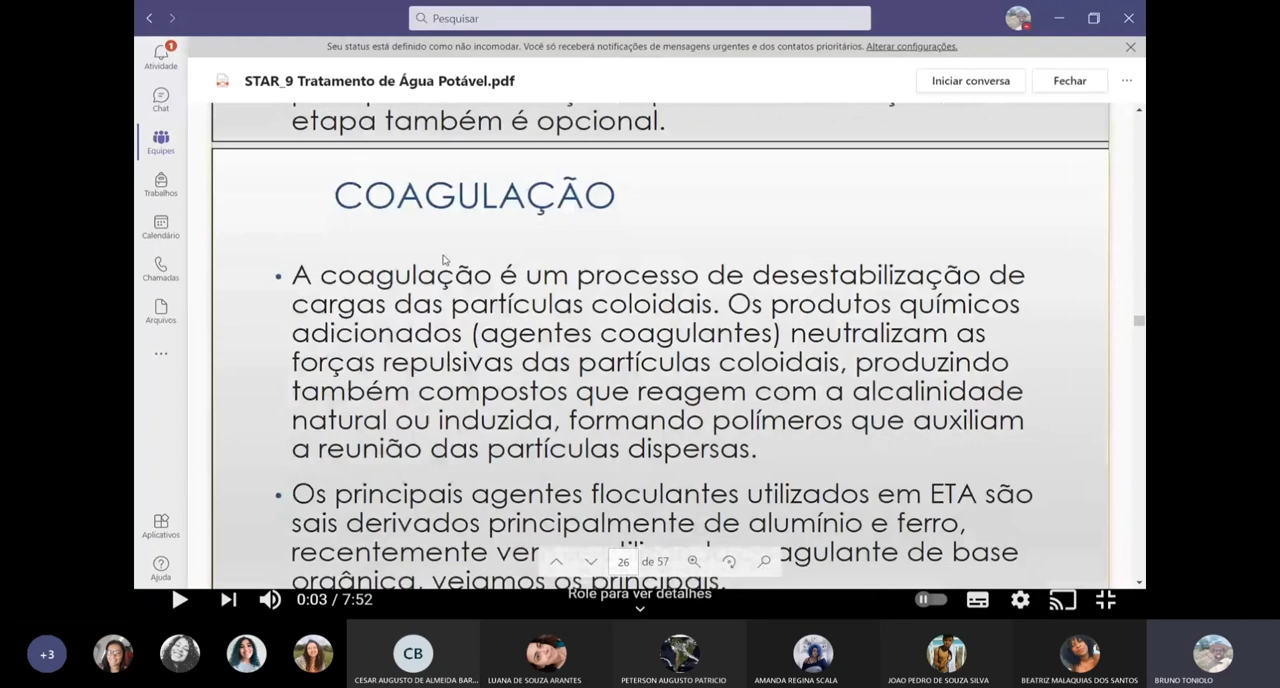 Pesquisar
Seu status está definido como não incomodar. Você só receberá notificações de mensagens urgentes e dos contatos prioritários. Alterar configurações.
1
Atividade
Chat
Equipes
Trabalhos
Calendário
Chamadas
Arquivos
Aplicativos
Ajuda
STAR_9 Tratamento de Água Potável.pdf
Iniciar conversa
Fechar
etapa também é opcional.
COAGULAÇÃO
• A coagulação é um processo de desestabilização de
cargas das partículas coloidais. Os produtos químicos
adicionados (agentes coagulantes) neutralizam as
forças repulsivas das partículas coloidais, produzindo
também compostos que reagem com a alcalinidade
natural ou induzida, formando polímeros que auxiliam
a reunião das partículas dispersas.
• Os principais agentes floculantes utilizados em ETA são
sais derivados principalmente de alumínio e ferro,
recentemente de base
orgânica, vejamos os principais.
26 de 57
0:03 / 7:52
Role para ver detalhes
+3
CB
CESAR AUGUSTO DE ALMEIDA BAR...
LUANA DE SOUZA ARANTES
PETERSON AUGUSTO PATRICIO
AMANDA REGINA SCALA
JOAO PEDRO DE SOUZA SILVA
BEATRIZ MALAQUIAS DOS SANTOS
BRUNO TONIOLO